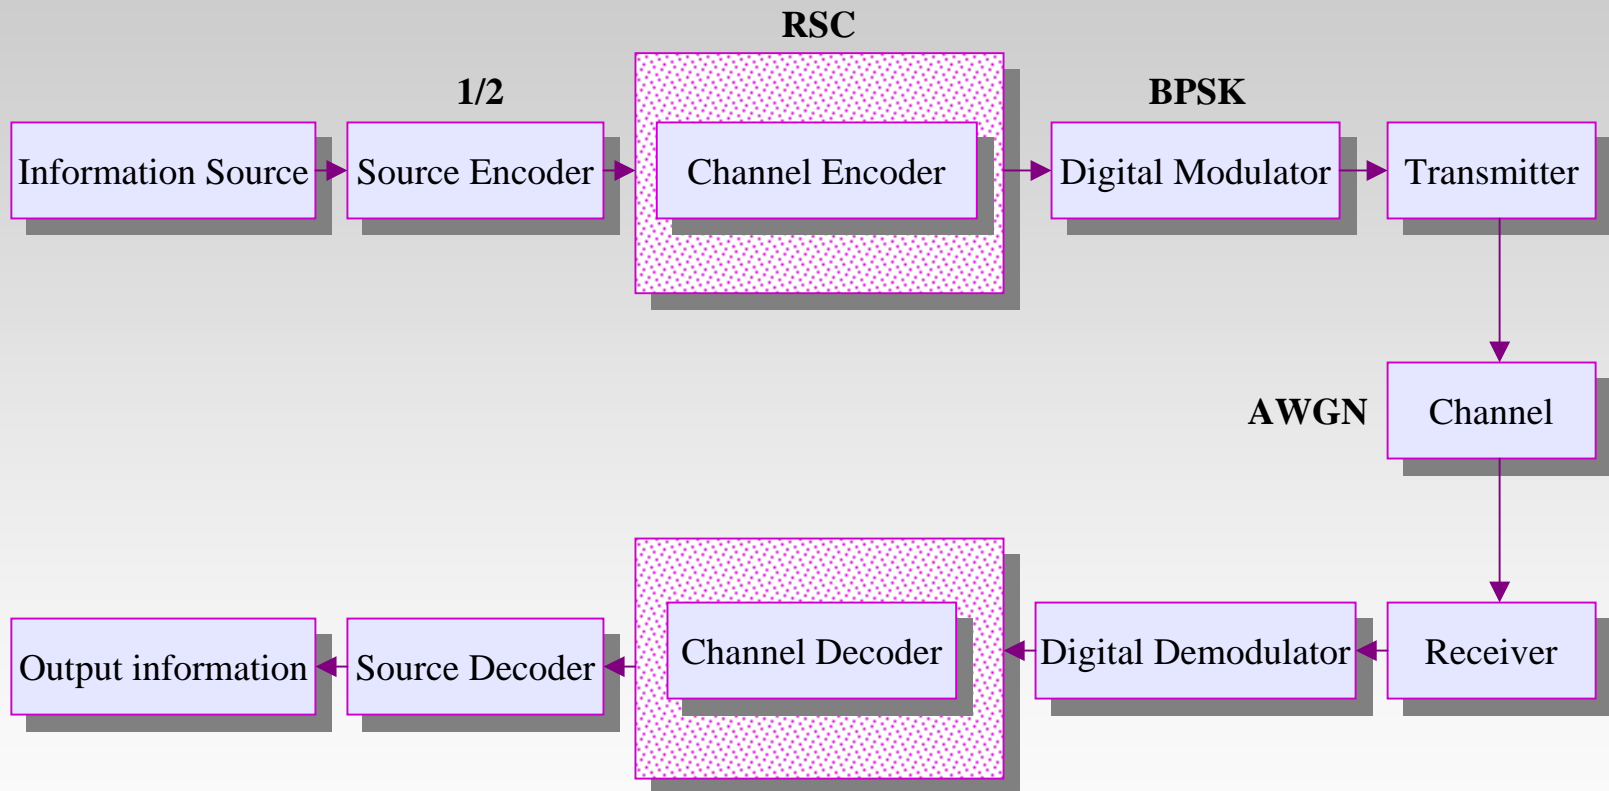 RSC
1/2
BPSK
Information Source
Source Encoder
Channel Encoder
Digital Modulator
Transmitter
AWGN
Channel
Output information
Source Decoder
Channel Decoder
Digital Demodulator
Receiver